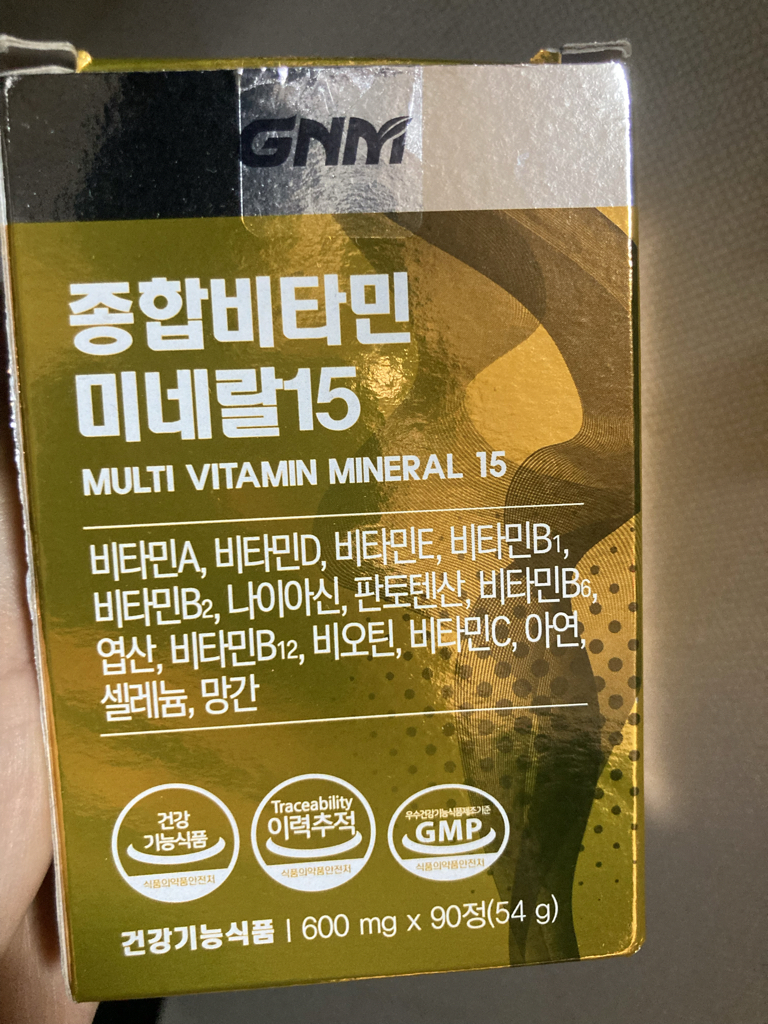 GNM
종합비타민
미네랄15
MULTI VITAMIN MINERAL 15
비타민A, 비타민D, 비타민E, 비타민B1,
비타민B2, 나이아신, 판토텐산, 비타민B6,
엽산, 비타민B12, 비오틴, 비타민C, 아연,
셀레늄, 망간
건강
기능식품
식품의약품안전처
Traceability
이력추적
식품의약품안전처
우수건강기능식품제조기준
GMP
식품의약품안전처
건강기능식품 | 600 mg x 90정(54 g)